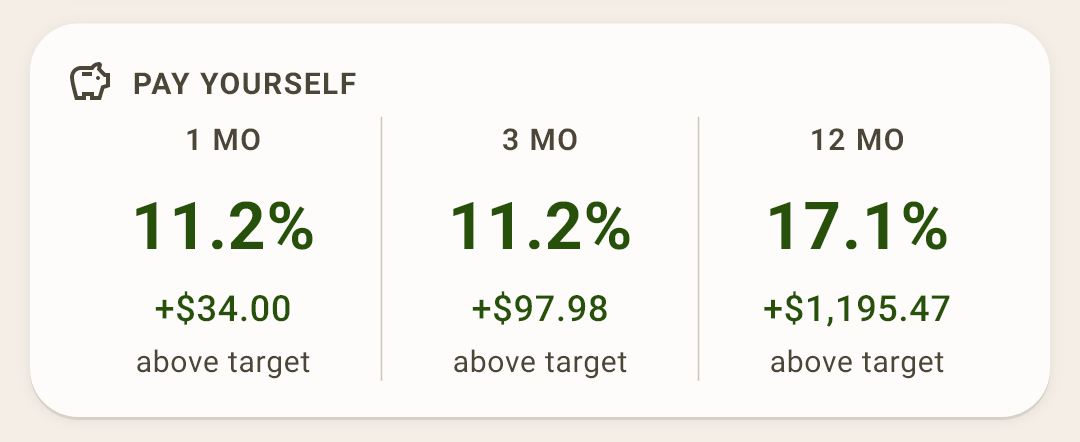 PAY YOURSELF
1 MO
11.2%
+$34.00
above target
3 MO
11.2%
+$97.98
above target
12 MO
17.1%
+$1,195.47
above target